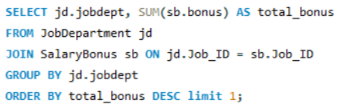 SELECT jd.jobdept, SUM(sb.bonus) AS total_bonus
FROM JobDepartment jd
JOIN SalaryBonus sb ON jd.Job_ID = sb.Job_ID
GROUP BY jd.jobdept
ORDER BY total_bonus DESC limit 1;